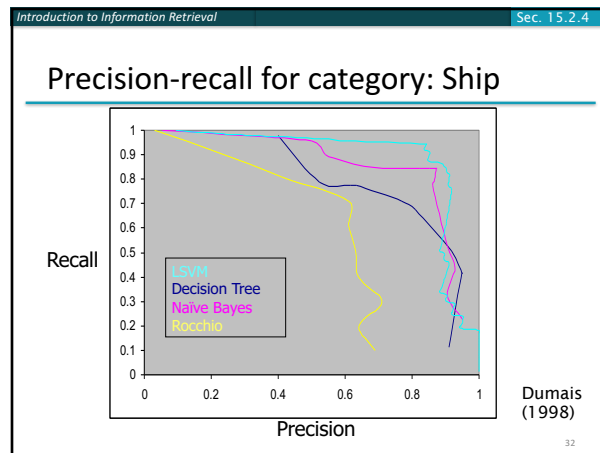 Introduction to Information Retrieval
Sec. 15.2.4
Precision-recall for category: Ship
1
0.9
0.8
0.7
0.6
0.5
0.4
0.3
0.2
0.1
0
Recall
LSVM
Decision Tree
Naïve Bayes
Rocchio
0 0.2 0.4 0.6 0.8 1
Precision
Dumais
(1998)
32